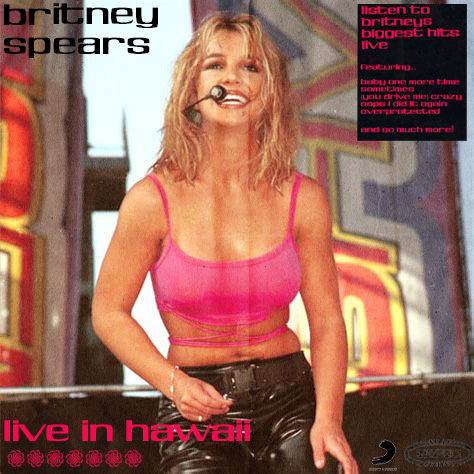 britney
spears
listen to
britneys
biggest hits
live
featuring...
baby one more time
sometimes
(you drive me) crazy
oops i did it again
overprotected
and so much more!
live in hawaii